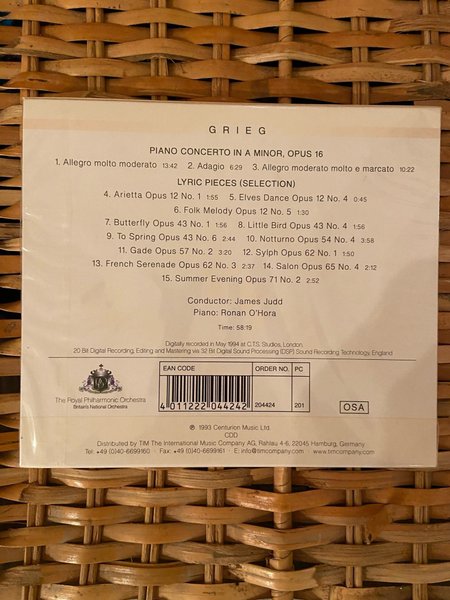 GRIEG
PIANO CONCERTO IN A MINOR, OPUS 16
1. Allegro molto moderato 13:42 2. Adagio 6:29 3. Allegro moderato molto e marcato 10:22
LYRIC PIECES (SELECTION)
4. Arietta Opus 12 No. 1 1:55 5. Elves Dance Opus 12 No. 4 0:45
6. Folk Melody Opus 12 No. 5 1:30
7. Butterfly Opus 43 No. 1 1:56 8. Little Bird Opus 43 No. 4 1:56
9. To Spring Opus 43 No. 6 2:44 10. Notturno Opus 54 No. 4 3:58
11. Gade Opus 57 No. 2 3:20 12. Sylph Opus 62 No. 1 1:50
13. French Serenade Opus 62 No. 3 2:37 14. Salon Opus 65 No. 4 2:12
15. Summer Evening Opus 71 No. 2 2:52
Conductor: James Judd
Piano: Ronan O'Hora
Time: 58:19
Digitally recorded in May 1994 at C.T.S. Studios, London.
20 Bit Digital Recording, Editing and Mastering via 32 Bit Digital Sound Processing (DSP) Sound Recording Technology, England
The Royal Philharmonic Orchestra
Britain's National Orchestra
EAN CODE ORDER NO. PC
4 011222 044242 204424 201
OSA
℗ 1993 Centurion Music Ltd.
CDD
Distributed by TIM The International Music Company AG, Rahlau 4-6, 22045 Hamburg, Germany
Tel: +49 (0)40-6699160 · Fax: +49 (0)40-66991161 · E-mail: info@timcompany.com · www.timcompany.com